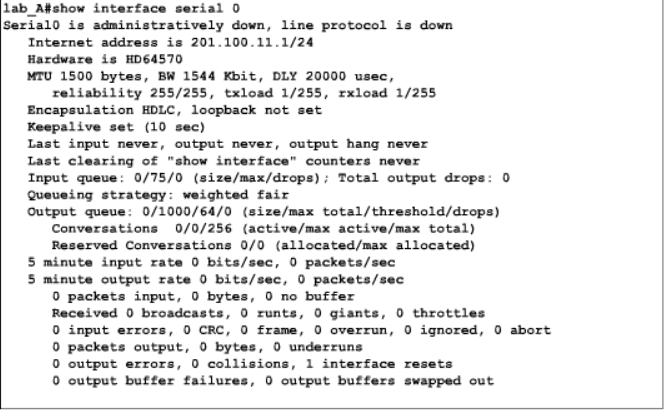 lab_A#show interface serial 0
Serial0 is administratively down, line protocol is down
Internet address is 201.100.11.1/24
Hardware is HD64570
MTU 1500 bytes, BW 1544 Kbit, DLY 20000 usec,
reliability 255/255, txload 1/255, rxload 1/255
Encapsulation HDLC, loopback not set
Keepalive set (10 sec)
Last input never, output never, output hang never
Last clearing of "show interface" counters never
Input queue: 0/75/0 (size/max/drops); Total output drops: 0
Queueing strategy: weighted fair
Output queue: 0/1000/64/0 (size/max total/threshold/drops)
Conversations 0/0/256 (active/max active/max total)
Reserved Conversations 0/0 (allocated/max allocated)
5 minute input rate 0 bits/sec, 0 packets/sec
5 minute output rate 0 bits/sec, 0 packets/sec
0 packets input, 0 bytes, 0 no buffer
Received 0 broadcasts, 0 runts, 0 giants, 0 throttles
0 input errors, 0 CRC, 0 frame, 0 overrun, 0 ignored, 0 abort
0 packets output, 0 bytes, 0 underruns
0 output errors, 0 collisions, 1 interface resets
0 output buffer failures, 0 output buffers swapped out